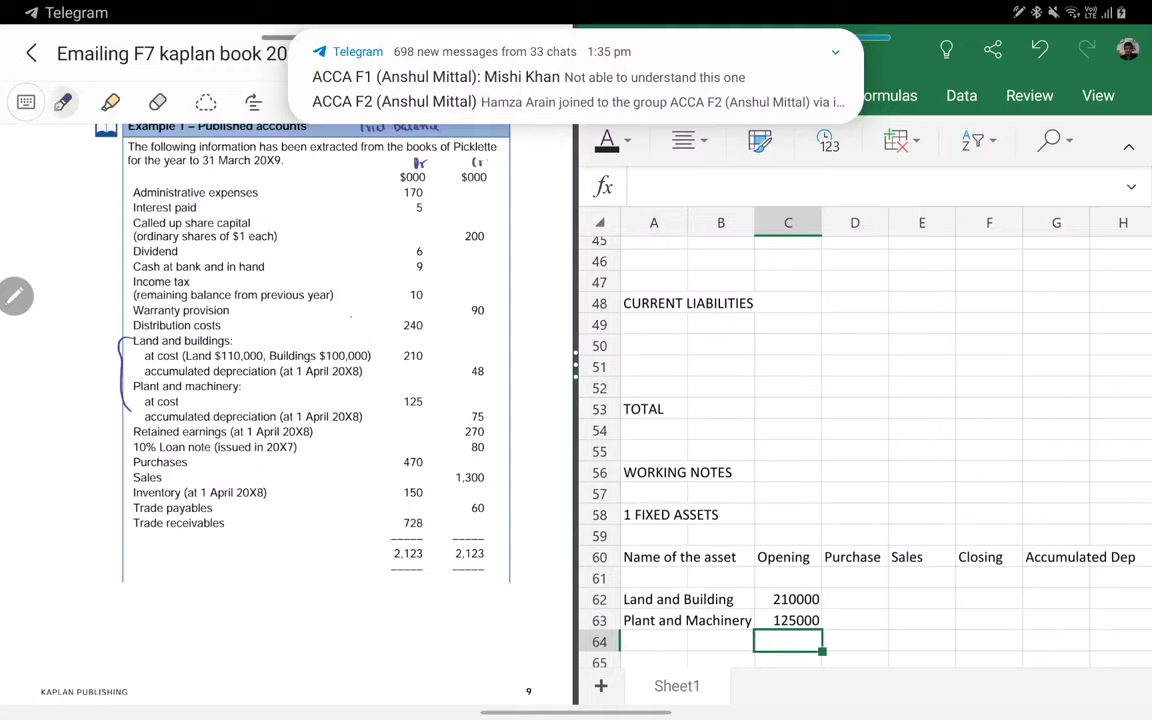 Telegram
Emailing F7 kaplan book 20
Telegram 698 new messages from 33 chats 1:35 pm
ACCA F1 (Anshul Mittal): Mishi Khan Not able to understand this one
ACCA F2 (Anshul Mittal) Hamza Arain joined to the group ACCA F2 (Anshul Mittal) via i...
ormulas Data Review View
Example 1 – Published accounts
The following information has been extracted from the books of Picklette
for the year to 31 March 20X9.
Dr Cr
$000 $000
Administrative expenses 170
Interest paid 5
Called up share capital
(ordinary shares of $1 each) 200
Dividend 6
Cash at bank and in hand 9
Income tax
(remaining balance from previous year) 10
Warranty provision 90
Distribution costs 240
Land and buildings:
at cost (Land $110,000, Buildings $100,000) 210
accumulated depreciation (at 1 April 20X8) 48
Plant and machinery:
at cost 125
accumulated depreciation (at 1 April 20X8) 75
Retained earnings (at 1 April 20X8) 270
10% Loan note (issued in 20X7) 80
Purchases 470
Sales 1,300
Inventory (at 1 April 20X8) 150
Trade payables 60
Trade receivables 728
2,123 2,123
KAPLAN PUBLISHING 9
A 123
fx
A B C D E F G H
45
46
47
48 CURRENT LIABILITIES
49
50
51
52
53 TOTAL
54
55
56 WORKING NOTES
57
58 1 FIXED ASSETS
59
60 Name of the asset Opening Purchase Sales Closing Accumulated Dep
61
62 Land and Building 210000
63 Plant and Machinery 125000
64
65
+ Sheet1